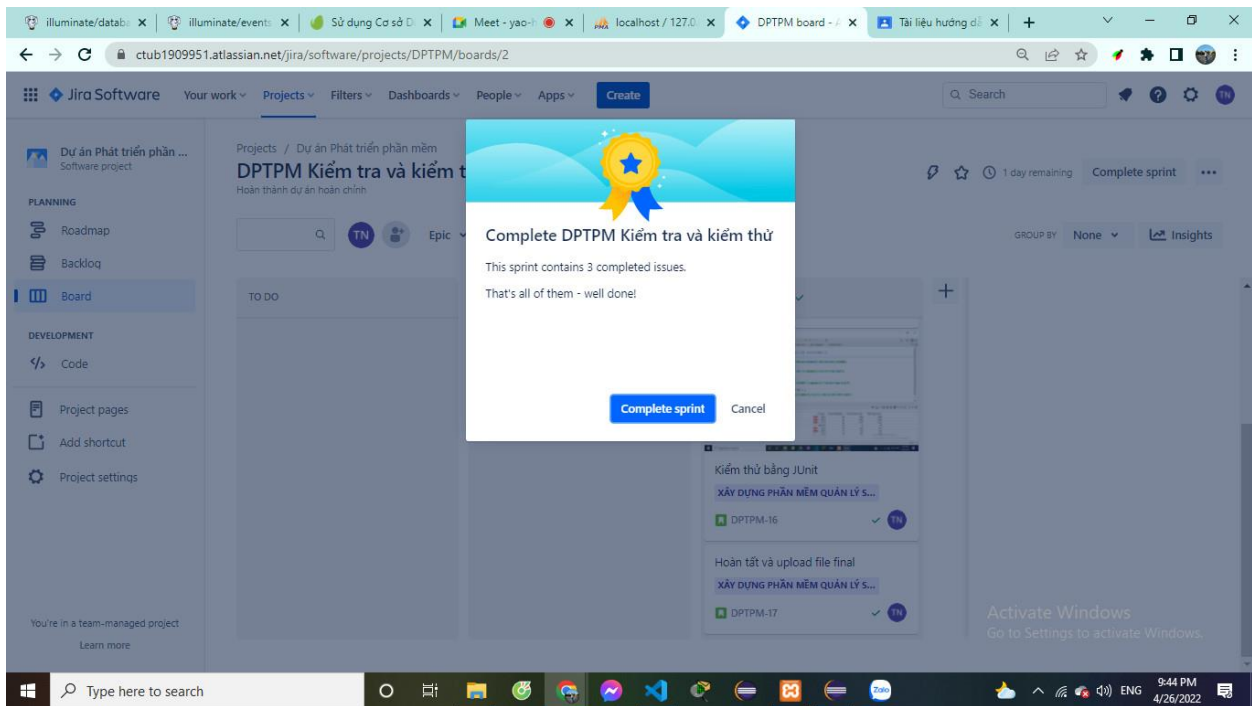 illuminate/databa
illuminate/events
Sử dụng Cơ sở D
Meet - yao-h
localhost / 127.0
DPTPM board - A
Tài liệu hướng dẫ
ctub1909951.atlassian.net/jira/software/projects/DPTPM/boards/2
Jira Software
Your work
Projects
Filters
Dashboards
People
Apps
Create
Search
TN
Dự án Phát triển phần ...
Software project
PLANNING
Roadmap
Backlog
Board
DEVELOPMENT
Code
Project pages
Add shortcut
Project settings
You're in a team-managed project
Learn more
Projects / Dự án Phát triển phần mềm
DPTPM Kiểm tra và kiểm t
Hoàn thành dự án hoàn chỉnh
1 day remaining
Complete sprint
TN
Epic
GROUP BY
None
Insights
TO DO
Complete DPTPM Kiểm tra và kiểm thử
This sprint contains 3 completed issues.
That's all of them - well done!
Complete sprint
Cancel
Kiểm thử bằng JUnit
XÂY DỰNG PHẦN MỀM QUẢN LÝ S...
DPTPM-16
TN
Hoàn tất và upload file final
XÂY DỰNG PHẦN MỀM QUẢN LÝ S...
DPTPM-17
TN
Activate Windows
Go to Settings to activate Windows.
Type here to search
Zalo
ENG
9:44 PM
4/26/2022